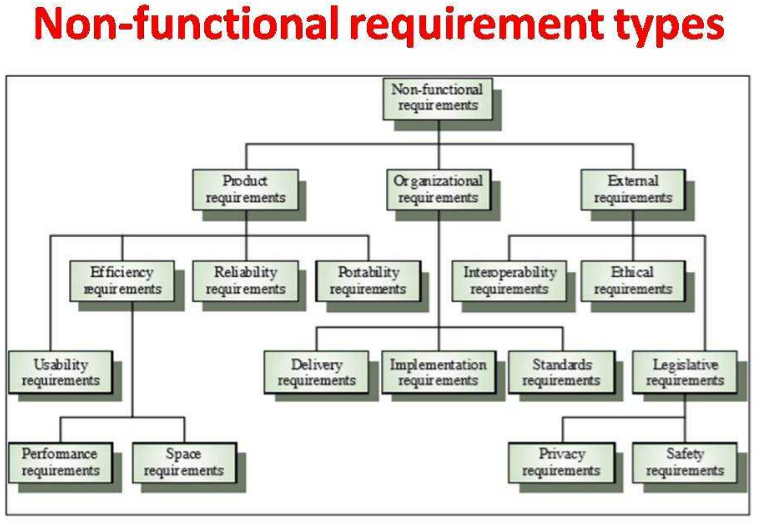 Non-functional requirement types
Non-functional
requirements
Product
requirements
Organizational
requirements
External
requirements
Efficiency
requirements
Reliability
requirements
Portability
requirements
Interoperability
requirements
Ethical
requirements
Usability
requirements
Delivery
requirements
Implementation
requirements
Standards
requirements
Legislative
requirements
Performance
requirements
Space
requirements
Privacy
requirements
Safety
requirements